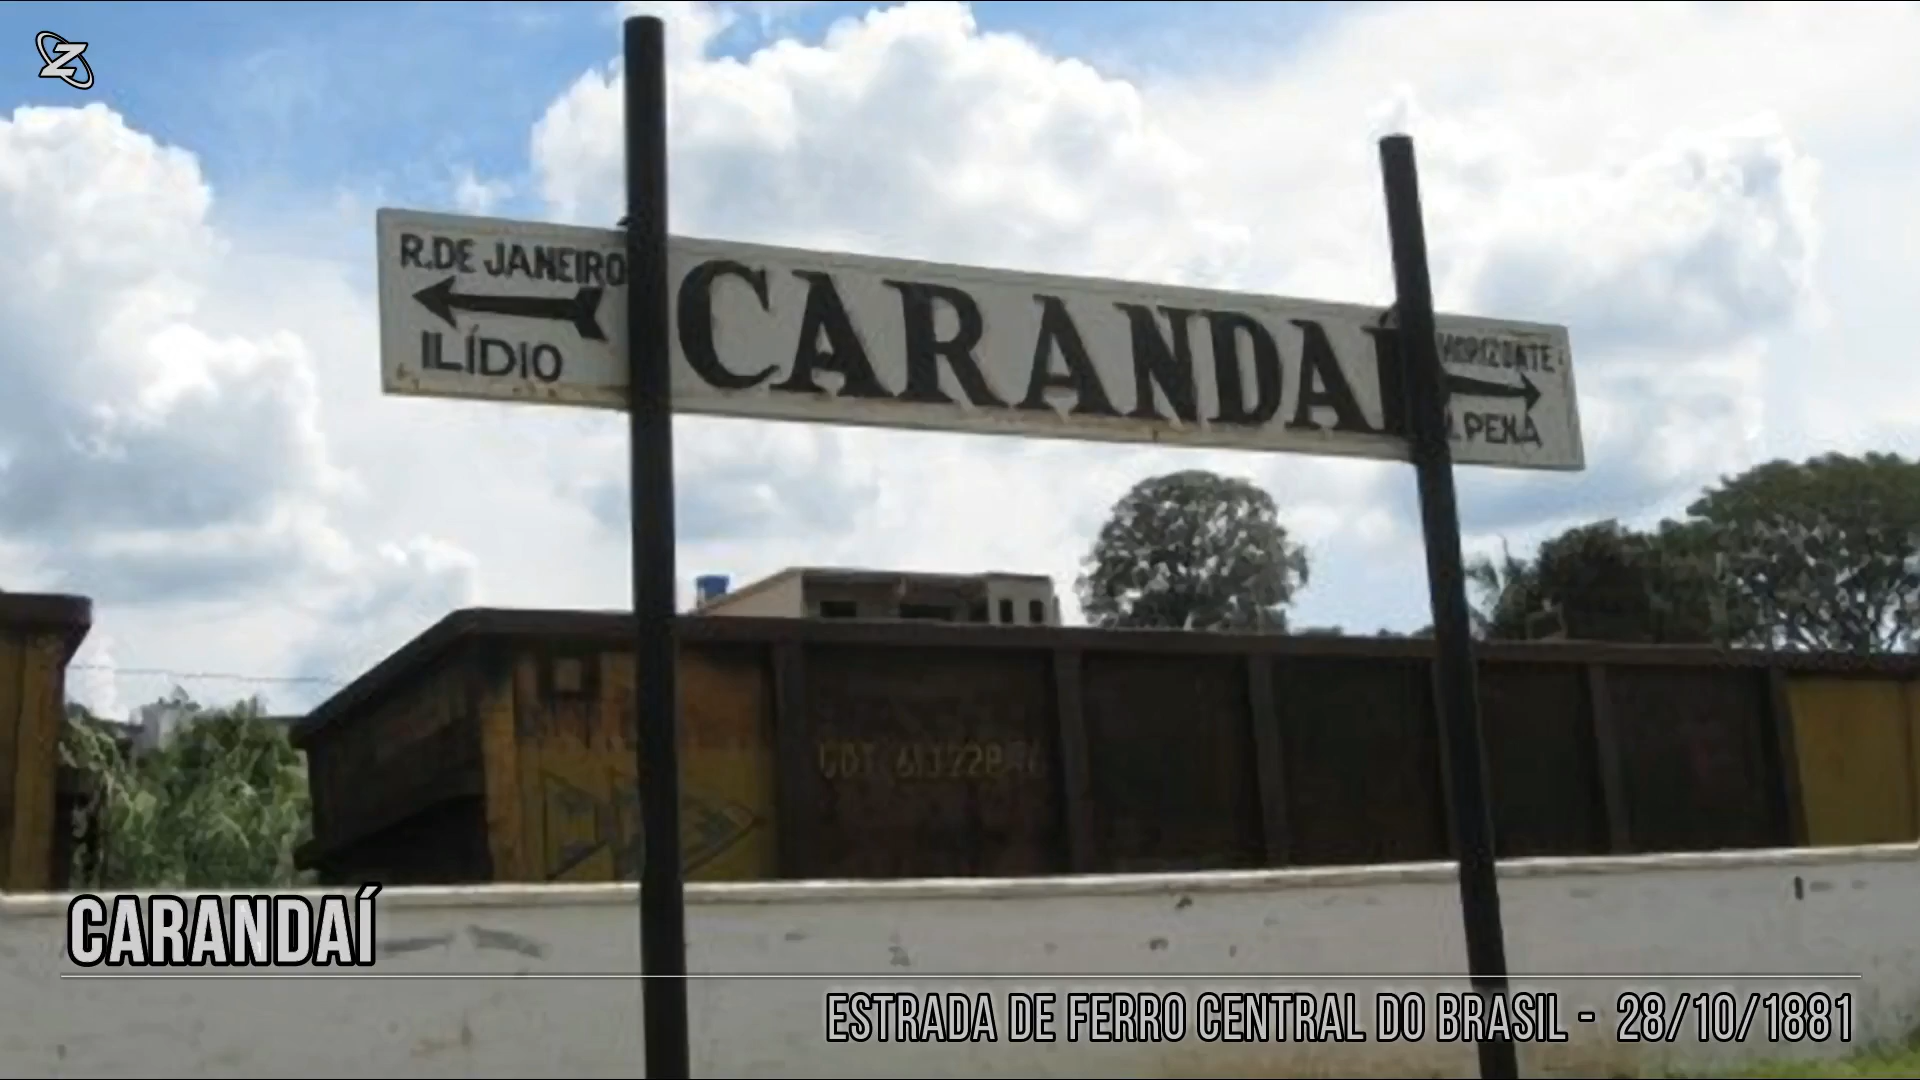 Z
R.DE JANEIRO
ILÍDIO
CARANDAÍ
HORIZONTE
PENA
CARANDAÍ
ESTRADA DE FERRO CENTRAL DO BRASIL - 28/10/1881